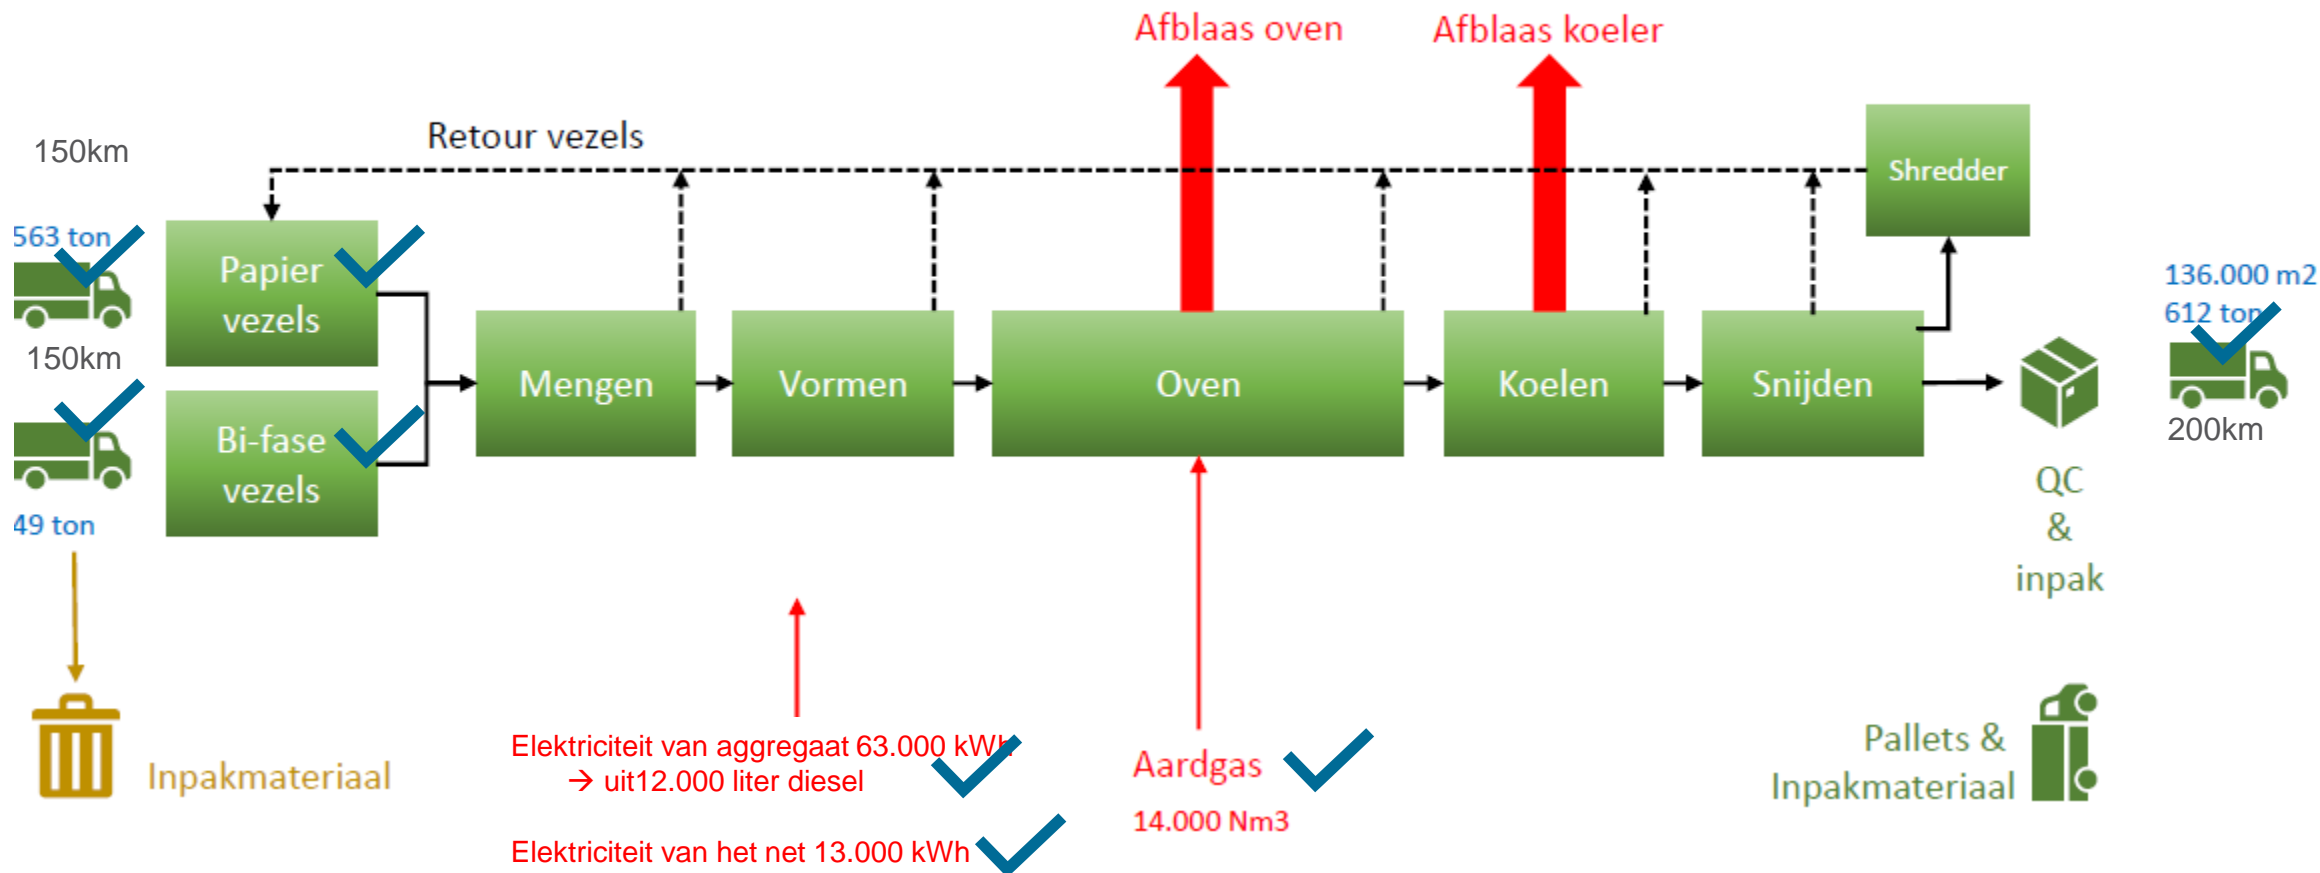 Afblaas oven
Afblaas koeler
Retour vezels
150km
Shredder
563 ton
Papier
vezels
136.000 m2
612 ton
150km
Mengen
Vormen
Oven
Koelen
Snijden
200km
Bi-fase
vezels
49 ton
QC
&
inpak
Elektriciteit van aggregaat 63.000 kWh
→ uit12.000 liter diesel
Elektriciteit van het net 13.000 kWh
Aardgas
14.000 Nm3
Inpakmateriaal
Pallets &
Inpakmateriaal